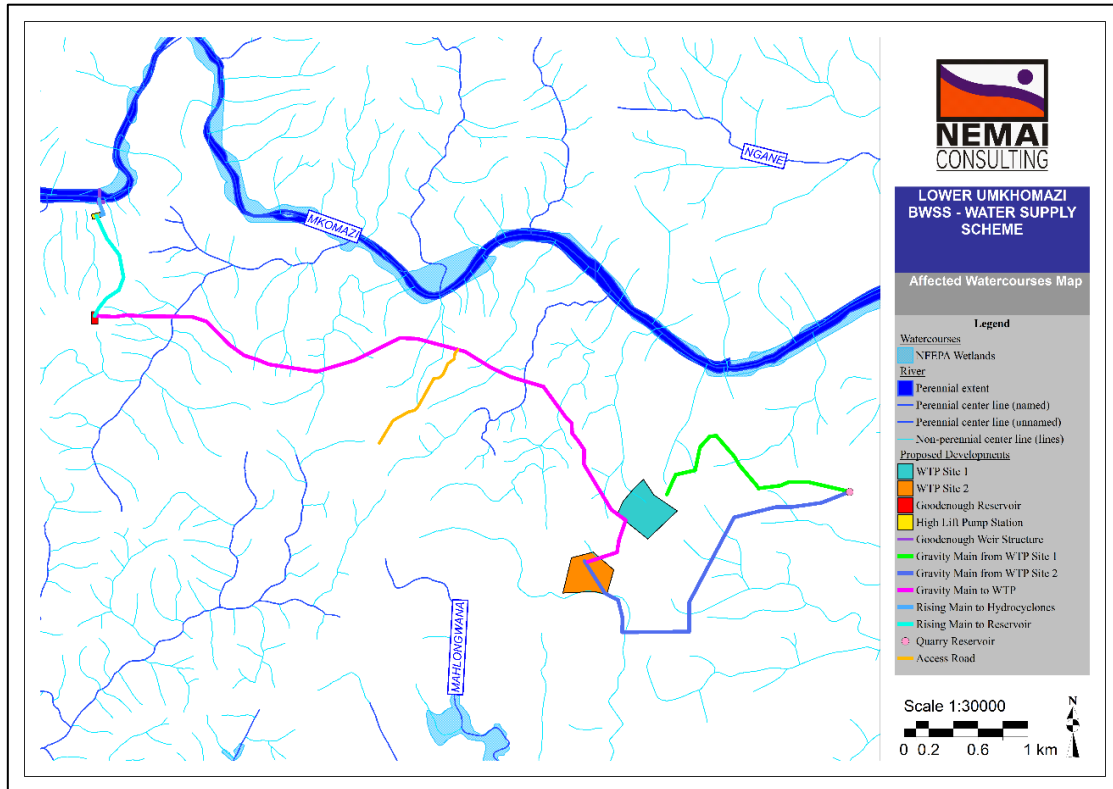 NGANE
MKOMAZI
MAHLONGWANA
NEMAI
CONSULTING
LOWER UMKHOMAZI
BWSS - WATER SUPPLY
SCHEME
Affected Watercourses Map
Legend
Watercourses
NFEPA Wetlands
River
Perennial extent
Perennial center line (named)
Perennial center line (unnamed)
Non-perennial center line (lines)
Proposed Developments
WTP Site 1
WTP Site 2
Goodenough Reservoir
High Lift Pump Station
Goodenough Weir Structure
Gravity Main from WTP Site 1
Gravity Main from WTP Site 2
Gravity Main to WTP
Rising Main to Hydrocyclones
Rising Main to Reservoir
Quarry Reservoir
Access Road
Scale 1:30000
N
0 0.2 0.6 1 km